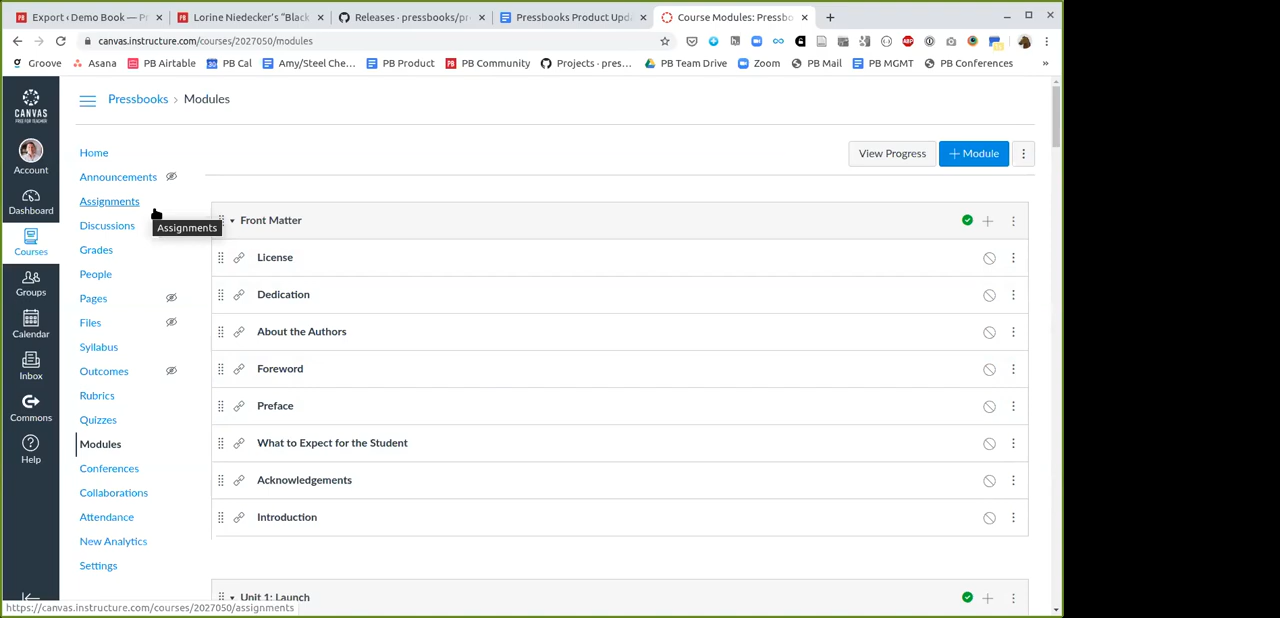 Export ‹ Demo Book — Pr
Lorine Niedecker's "Black
Releases · pressbooks/pr
Pressbooks Product Upd
Course Modules: Pressbo
canvas.instructure.com/courses/2027050/modules
Groove
Asana
PB Airtable
PB Cal
Amy/Steel Che...
PB Product
PB Community
Projects · pres...
PB Team Drive
Zoom
PB Mail
PB MGMT
PB Conferences
»
CANVAS
FREE FOR TEACHER
Account
Dashboard
Courses
Groups
Calendar
Inbox
Commons
Help
Pressbooks › Modules
Home
Announcements
Assignments
Discussions
Grades
People
Pages
Files
Syllabus
Outcomes
Rubrics
Quizzes
Modules
Conferences
Collaborations
Attendance
New Analytics
Settings
Assignments
View Progress
+ Module
Front Matter
License
Dedication
About the Authors
Foreword
Preface
What to Expect for the Student
Acknowledgements
Introduction
Unit 1: Launch
https://canvas.instructure.com/courses/2027050/assignments